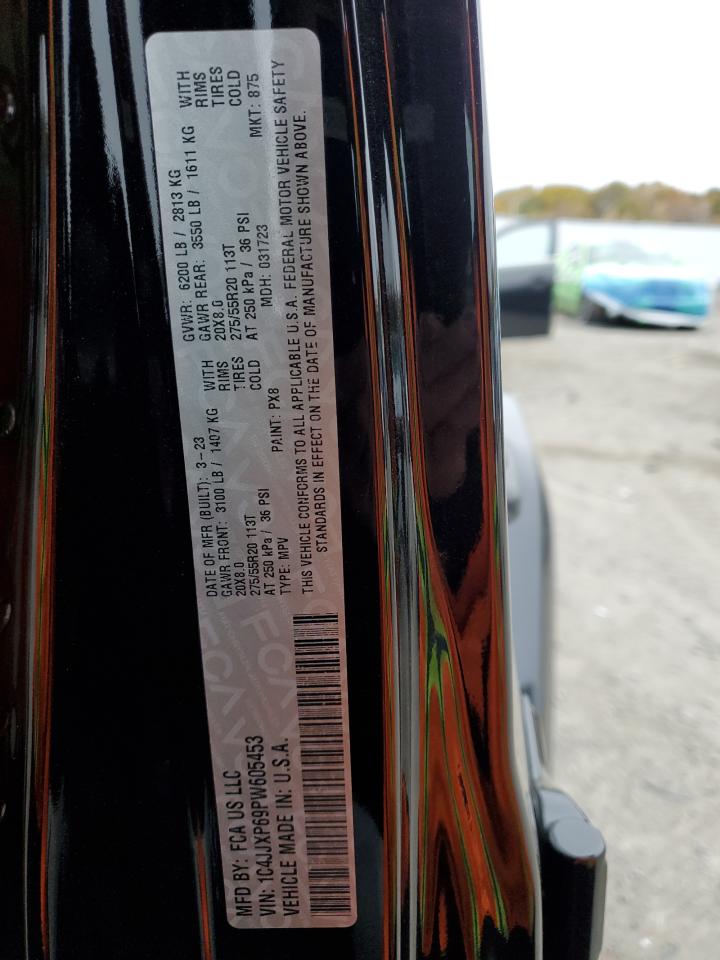 MFD BY: FCA US LLC
DATE OF MFR (BUILT): 3-23
GVWR: 6200 LB / 2813 KG
GAWR FRONT: 3100 LB / 1407 KG WITH
GAWR REAR: 3550 LB / 1611 KG WITH
20X8.0 RIMS
20X8.0 RIMS
275/55R20 113T TIRES
275/55R20 113T TIRES
AT 250 kPa / 36 PSI COLD
AT 250 kPa / 36 PSI COLD
VIN: 1C4JJXP69PW605453
TYPE: MPV
PAINT: PX8
MDH: 031723
MKT: 875
VEHICLE MADE IN: U.S.A.
THIS VEHICLE CONFORMS TO ALL APPLICABLE U.S.A. FEDERAL MOTOR VEHICLE SAFETY
STANDARDS IN EFFECT ON THE DATE OF MANUFACTURE SHOWN ABOVE.